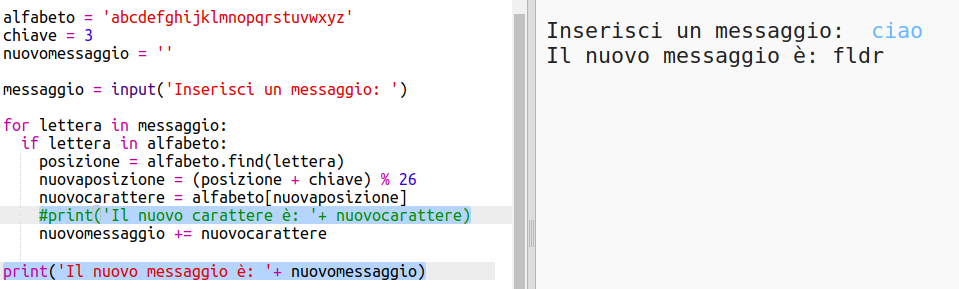 alfabeto = 'abcdefghijklmnopqrstuvwxyz'
chiave = 3
nuovomessaggio = ''
messaggio = input('Inserisci un messaggio: ')
for lettera in messaggio:
  if lettera in alfabeto:
    posizione = alfabeto.find(lettera)
    nuovaposizione = (posizione + chiave) % 26
    nuovocarattere = alfabeto[nuovaposizione]
    #print('Il nuovo carattere è: '+ nuovocarattere)
    nuovomessaggio += nuovocarattere
print('Il nuovo messaggio è: '+ nuovomessaggio)
Inserisci un messaggio:  ciao
Il nuovo messaggio è: fldr